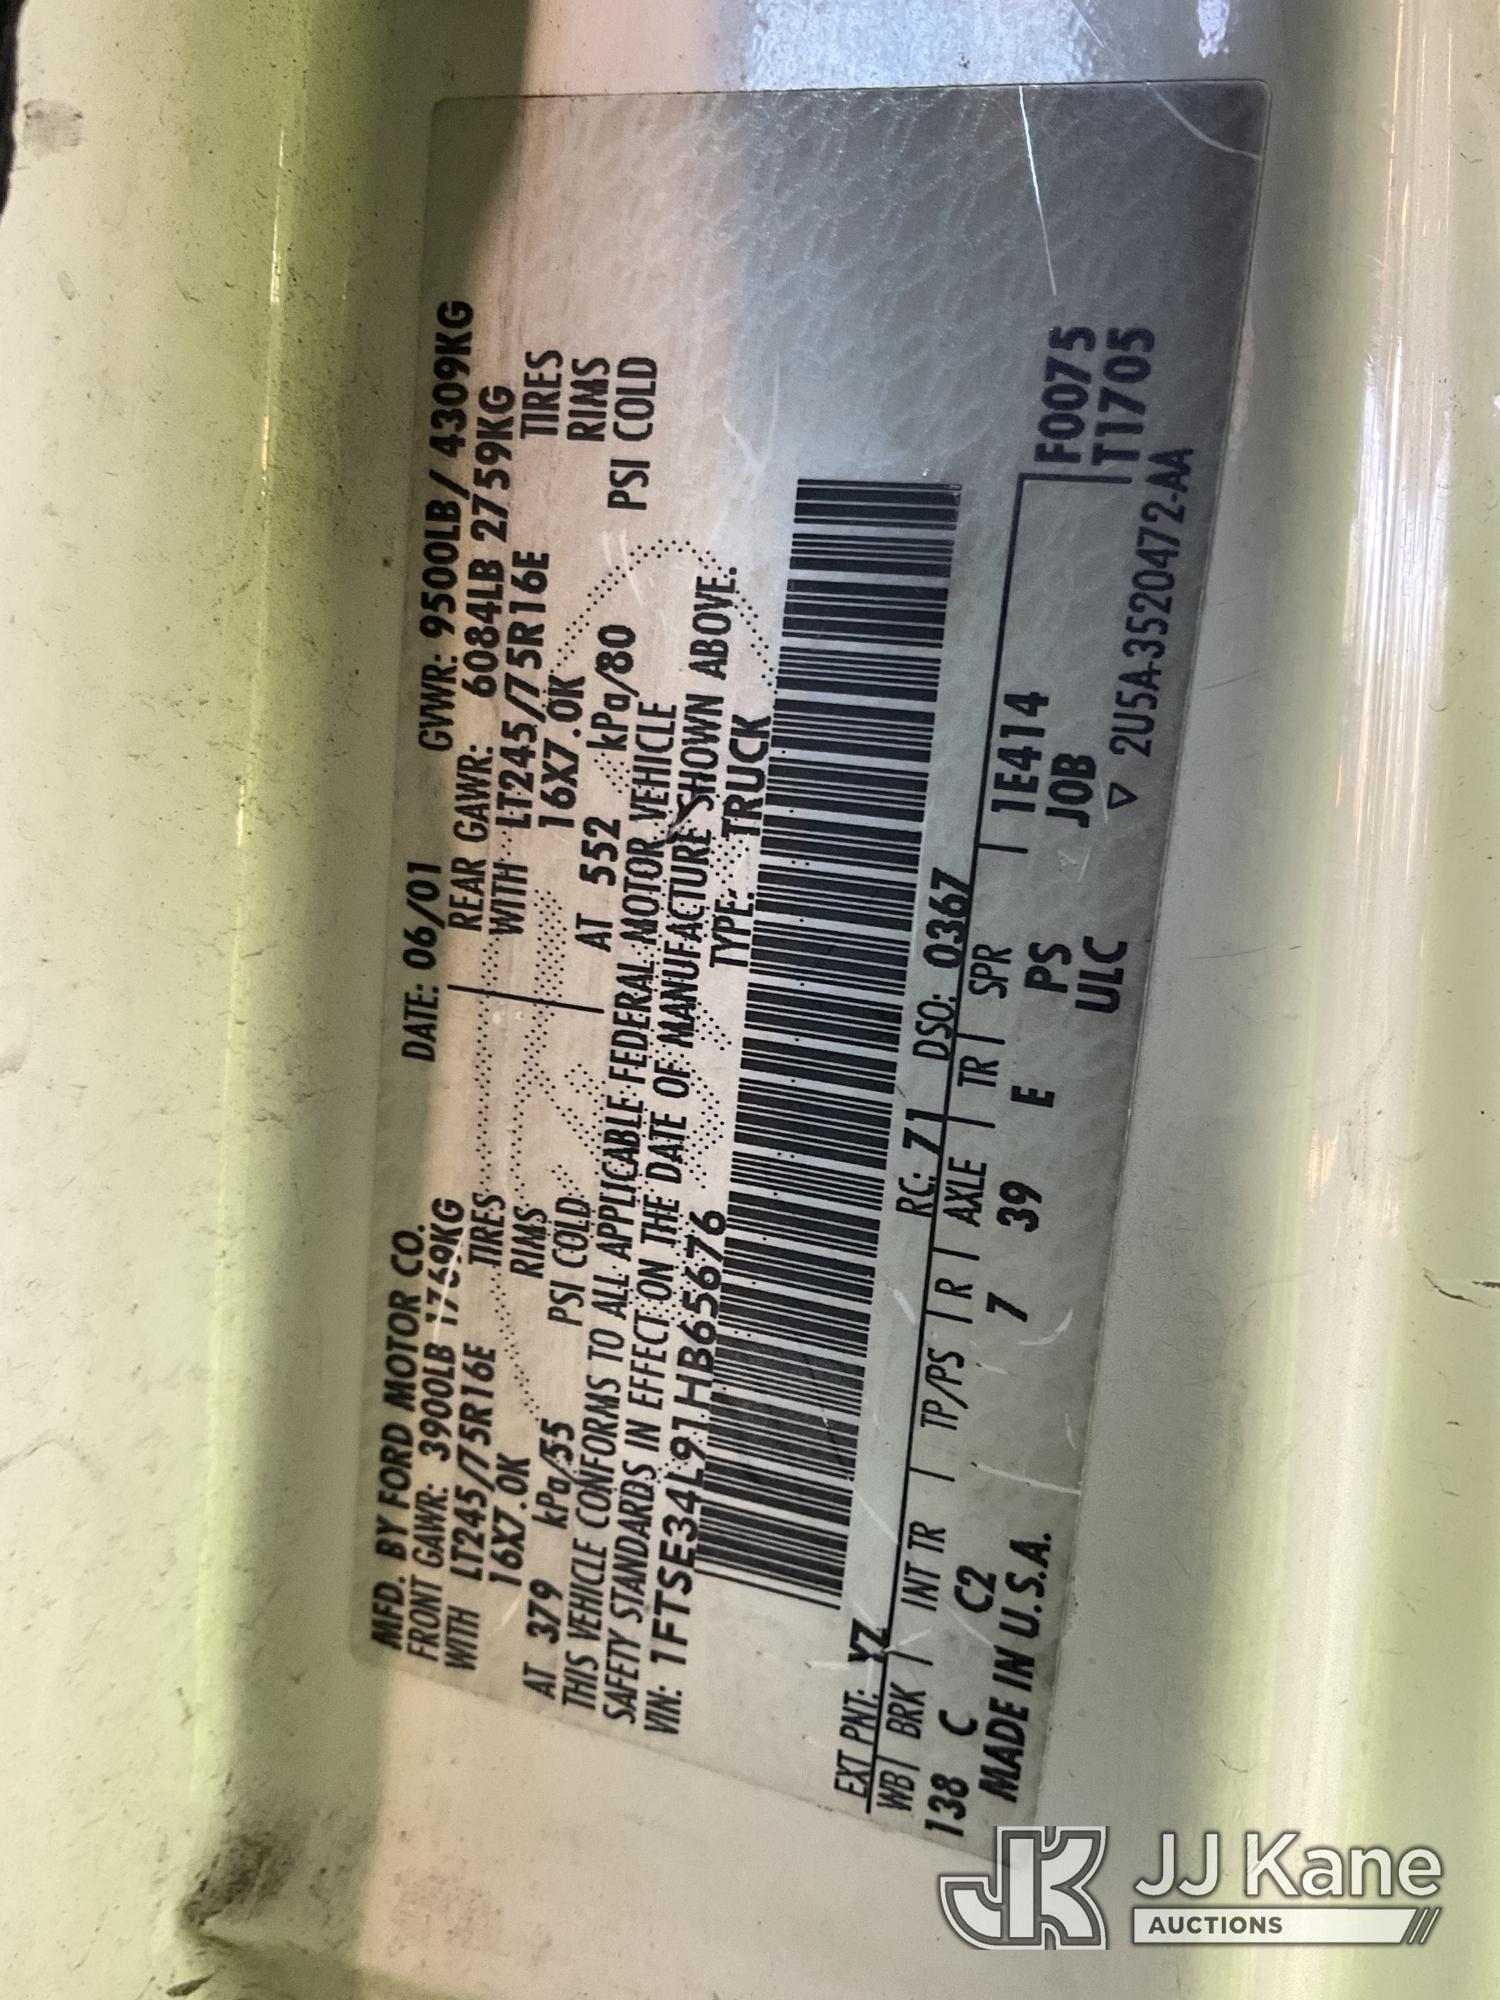 MFD. BY FORD MOTOR CO.
DATE: 06/01 GVWR: 9500LB/ 4309KG
FRONT GAWR: 3900LB 1769KG REAR GAWR: 6084LB 2759KG
WITH LT245/75R16E TIRES WITH LT245/75R16E TIRES
16X7.0K RIMS 16X7.0K RIMS
AT 379 kPa/55 PSI COLD AT 552 kPa/80 PSI COLD
THIS VEHICLE CONFORMS TO ALL APPLICABLE FEDERAL MOTOR VEHICLE
SAFETY STANDARDS IN EFFECT ON THE DATE OF MANUFACTURE SHOWN ABOVE.
VIN: 1FTSE34L91HB65676 TYPE: TRUCK
EXT PNT: YZ RC: 71 DSO: 0367
WB | BRK | INT TR | TP/PS | R | AXLE | TR | SPR | 1E414 F0075
138 C C2 7 39 E PS JOB T1705
MADE IN U.S.A. ULC ▽ 2U5A-3520472-AA
JK JJ Kane
AUCTIONS